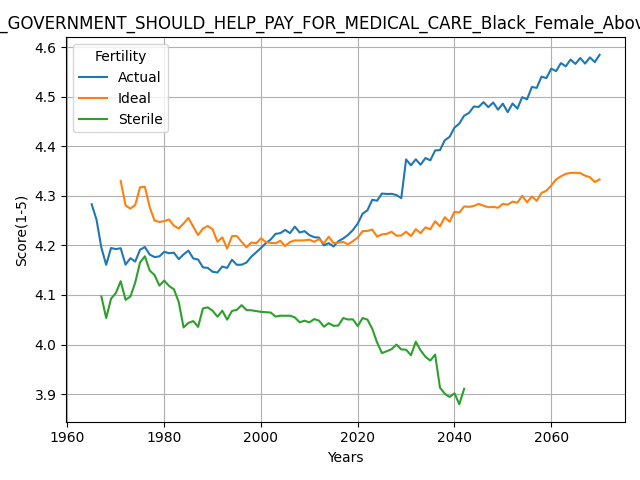 _GOVERNMENT_SHOULD_HELP_PAY_FOR_MEDICAL_CARE_Black_Female_Abov
Fertility
Actual
Ideal
Sterile
Score(1-5)
4.6
4.5
4.4
4.3
4.2
4.1
4.0
3.9
1960 1980 2000 2020 2040 2060
Years